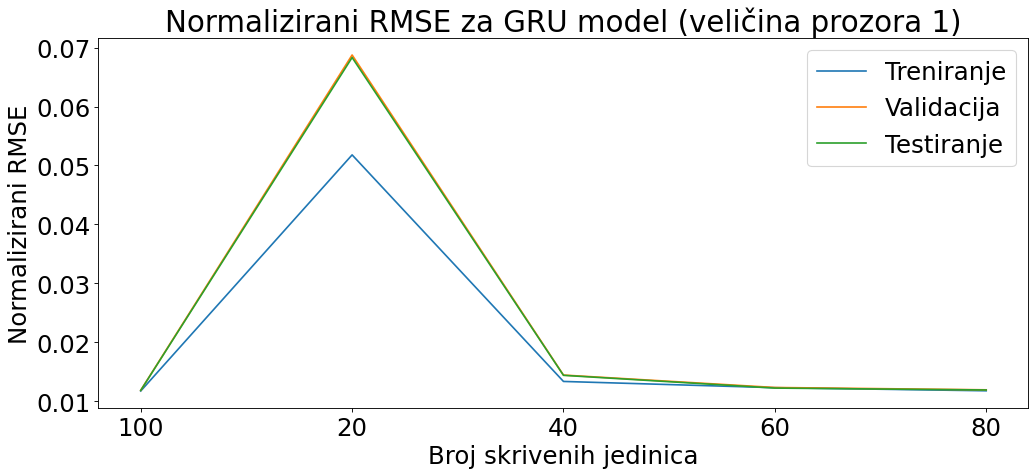 Normalizirani RMSE za GRU model (veličina prozora 1)
0.07
0.06
0.05
0.04
0.03
0.02
0.01
Normalizirani RMSE
Treniranje
Validacija
Testiranje
100 20 40 60 80
Broj skrivenih jedinica